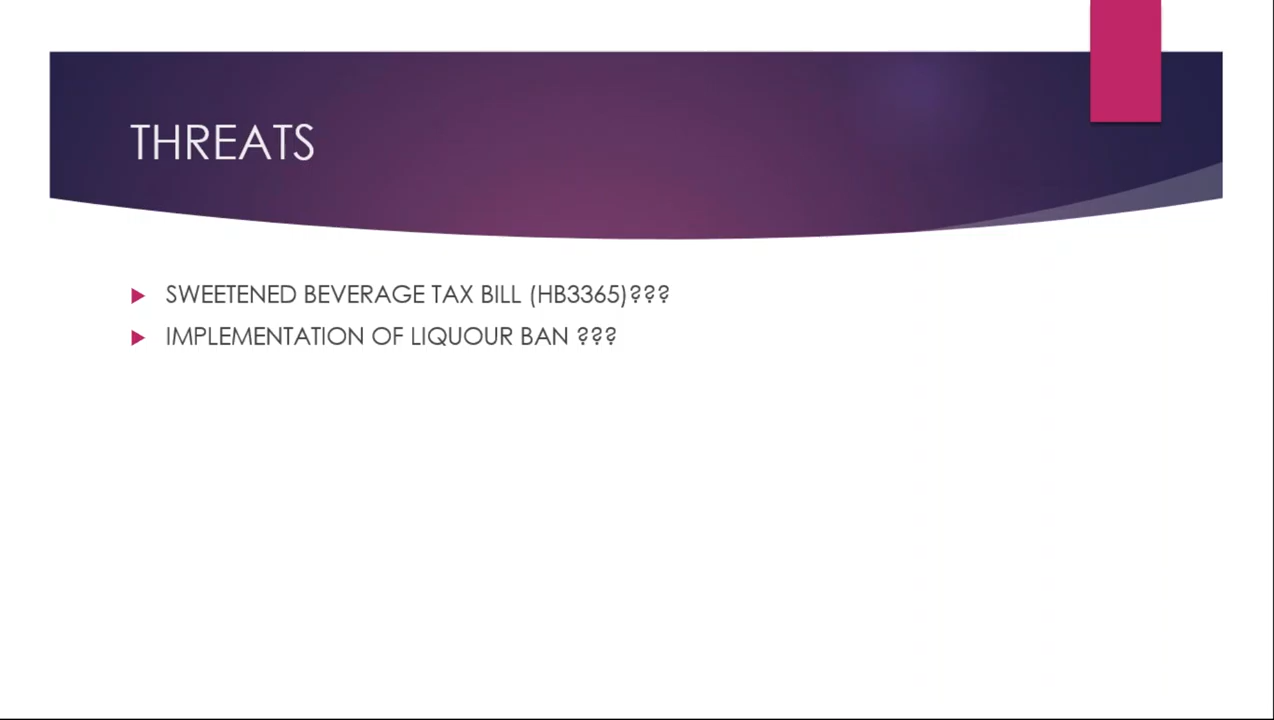 THREATS
SWEETENED BEVERAGE TAX BILL (HB3365)???
IMPLEMENTATION OF LIQUOUR BAN ???